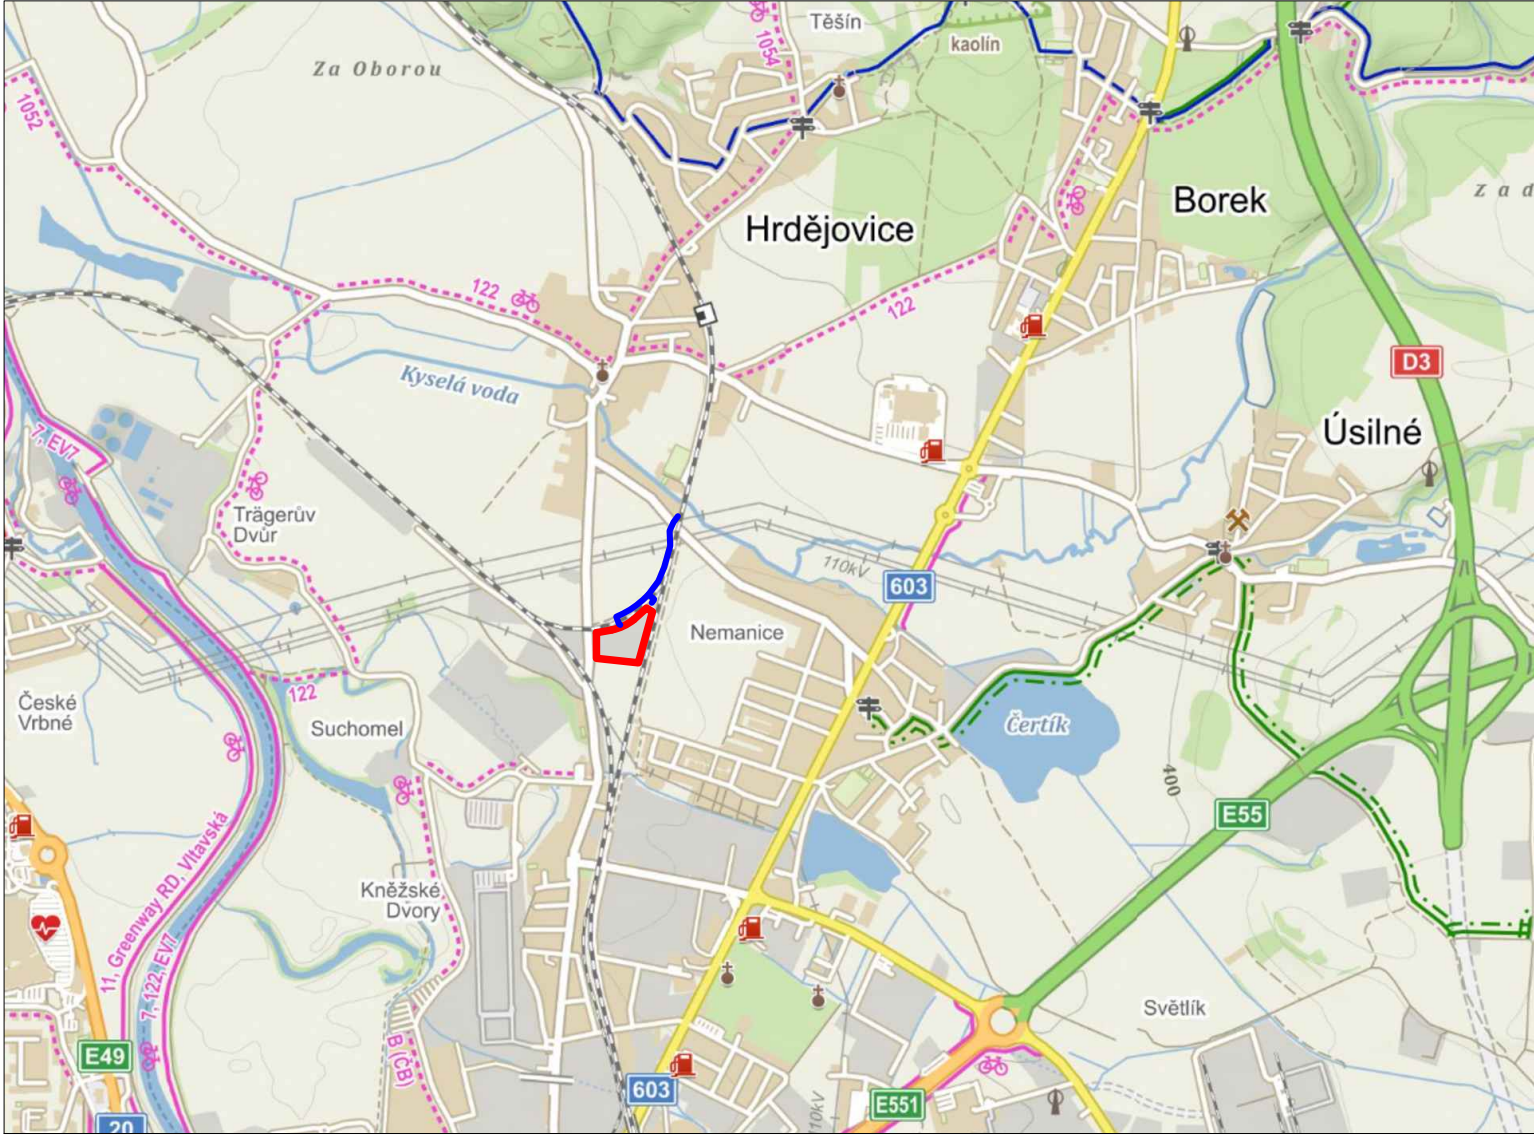 Těšín
kaolín
1054
Za Oborou
1052
Borek
Z a d
Hrdějovice
122
122
D3
Kyselá voda
Úsilné
7, EV7
Trägerův
Dvůr
110kV
603
Nemanice
České
Vrbné
122
Suchomel
Čertík
400
E55
11, Greenway RD, Vltavská
7, 122, EV7
Kněžské
Dvory
Světlík
B (ČB)
E49
603
E551
110kV
20